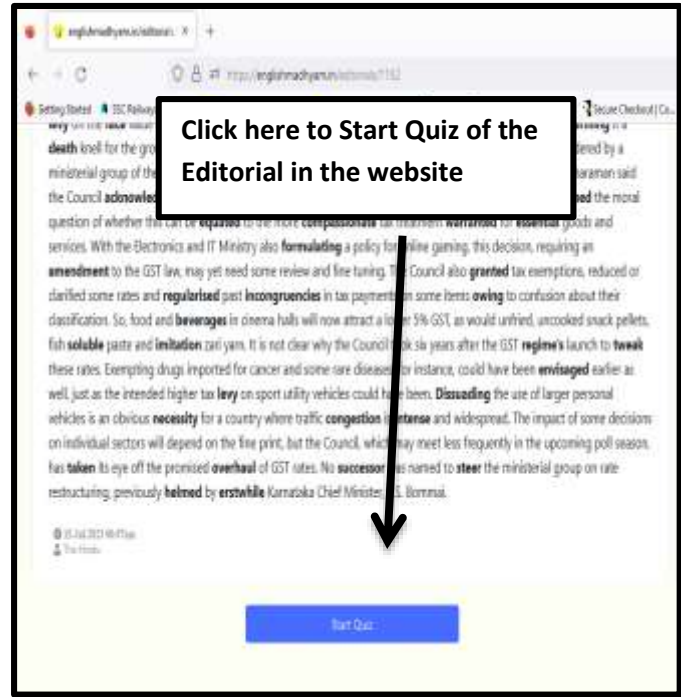 englishmadhyam.in/editorials X +
https://englishmadhyam.in/editorials/1152
Getting Started SSC Railway Secure Checkout | Co...
Click here to Start Quiz of the
Editorial in the website
levy on the face value
death knell for the dered by a
ministerial group of the haraman said
the Council the moral
question of whether this can be equated to the more compassionate tax treatment warranted for essential goods and
services. With the Electronics and IT Ministry also formulating a policy for online gaming, this decision, requiring an
amendment to the GST law, may yet need some review and fine tuning. The Council also granted tax exemptions, reduced or
clarified some rates and regularised past incongruencies in tax payments on some items owing to confusion about their
classification. So, food and beverages in cinema halls will now attract a lower 5% GST, as would unfried, uncooked snack pellets,
fish soluble paste and imitation zari yarn. It is not clear why the Council took six years after the GST regime's launch to tweak
these rates. Exempting drugs imported for cancer and some rare diseases, for instance, could have been envisaged earlier as
well, just as the intended higher tax levy on sport utility vehicles could have been. Dissuading the use of larger personal
vehicles is an obvious necessity for a country where traffic congestion is intense and widespread. The impact of some decisions
on individual sectors will depend on the fine print, but the Council, which may meet less frequently in the upcoming poll season,
has taken its eye off the promised overhaul of GST rates. No successor was named to steer the ministerial group on rate
restructuring, previously helmed by erstwhile Karnataka Chief Minister, B.S. Bommai.
The Hindu
Start Quiz